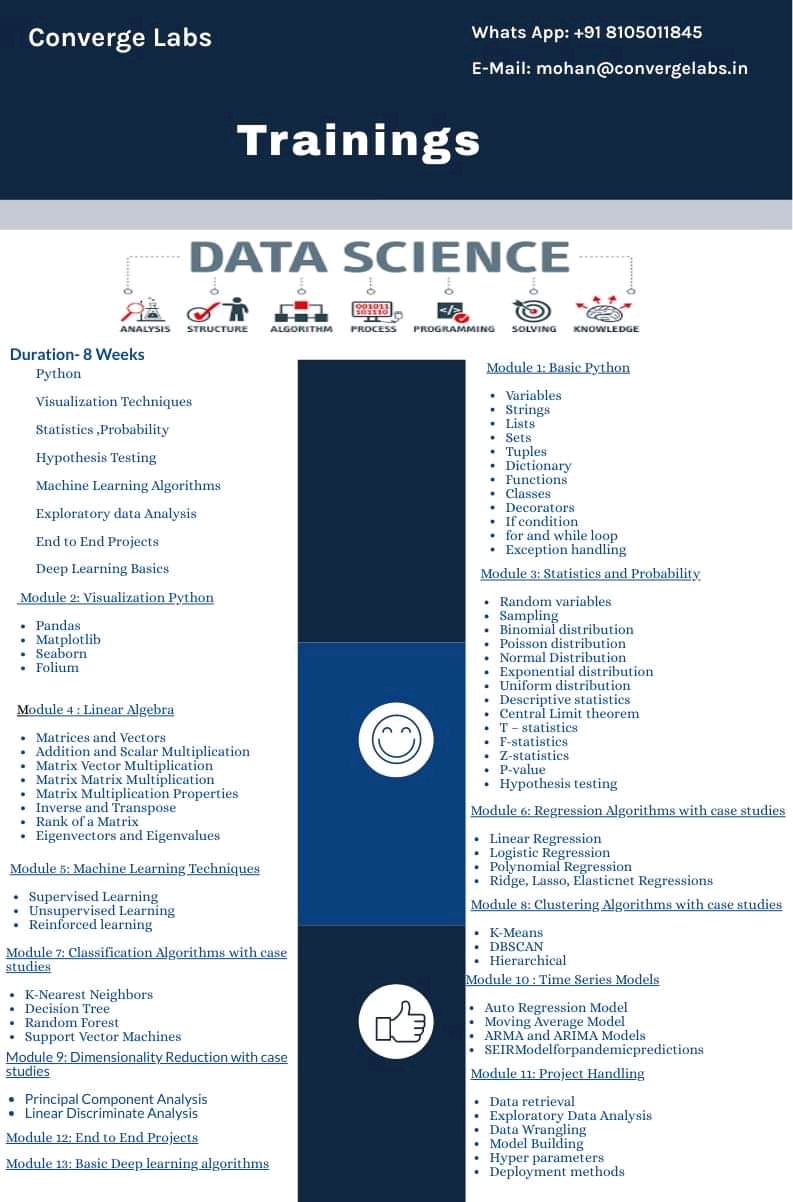 Converge Labs
Whats App: +91 8105011845
E-Mail: mohan@convergelabs.in
Trainings
DATA SCIENCE
ANALYSIS STRUCTURE ALGORITHM PROCESS PROGRAMMING SOLVING KNOWLEDGE
001011
101110
</>
Duration- 8 Weeks
Python
Visualization Techniques
Statistics ,Probability
Hypothesis Testing
Machine Learning Algorithms
Exploratory data Analysis
End to End Projects
Deep Learning Basics
Module 1: Basic Python
• Variables
• Strings
• Lists
• Sets
• Tuples
• Dictionary
• Functions
• Classes
• Decorators
• If condition
• for and while loop
• Exception handling
Module 2: Visualization Python
• Pandas
• Matplotlib
• Seaborn
• Folium
Module 3: Statistics and Probability
• Random variables
• Sampling
• Binomial distribution
• Poisson distribution
• Normal Distribution
• Exponential distribution
• Uniform distribution
• Descriptive statistics
• Central Limit theorem
• T – statistics
• F-statistics
• Z-statistics
• P-value
• Hypothesis testing
Module 4 : Linear Algebra
• Matrices and Vectors
• Addition and Scalar Multiplication
• Matrix Vector Multiplication
• Matrix Matrix Multiplication
• Matrix Multiplication Properties
• Inverse and Transpose
• Rank of a Matrix
• Eigenvectors and Eigenvalues
Module 5: Machine Learning Techniques
• Supervised Learning
• Unsupervised Learning
• Reinforced learning
Module 6: Regression Algorithms with case studies
• Linear Regression
• Logistic Regression
• Polynomial Regression
• Ridge, Lasso, Elasticnet Regressions
Module 7: Classification Algorithms with case
studies
• K-Nearest Neighbors
• Decision Tree
• Random Forest
• Support Vector Machines
Module 8: Clustering Algorithms with case studies
• K-Means
• DBSCAN
• Hierarchical
Module 9: Dimensionality Reduction with case
studies
• Principal Component Analysis
• Linear Discriminate Analysis
Module 10 : Time Series Models
• Auto Regression Model
• Moving Average Model
• ARMA and ARIMA Models
• SEIRModelforpandemicpredictions
Module 11: Project Handling
• Data retrieval
• Exploratory Data Analysis
• Data Wrangling
• Model Building
• Hyper parameters
• Deployment methods
Module 12: End to End Projects
Module 13: Basic Deep learning algorithms